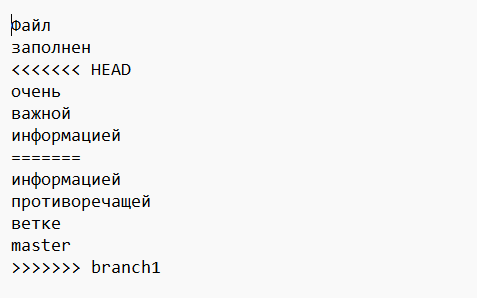 Файл
заполнен
<<<<<<< HEAD
очень
важной
информацией
=======
информацией
противоречащей
ветке
master
>>>>>>> branch1